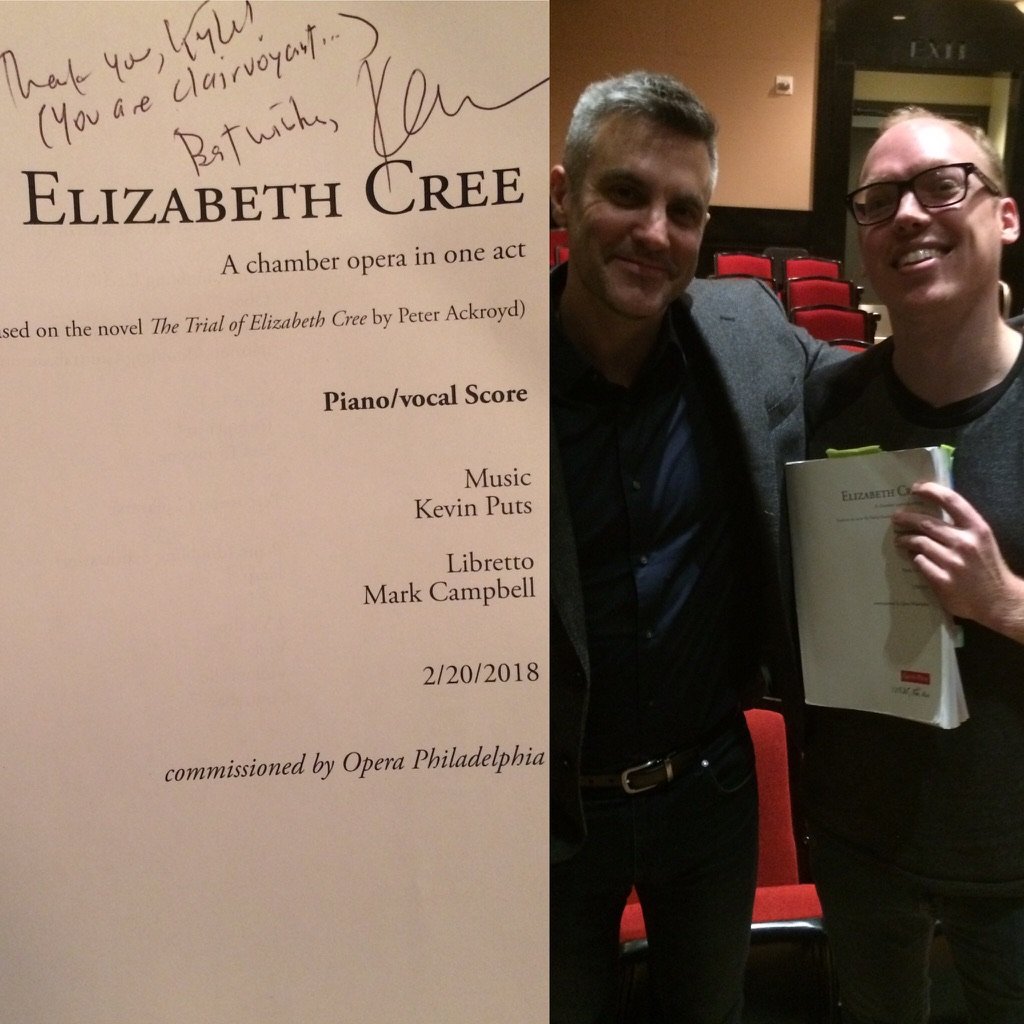 Thank you, Kyle!
(You are clairvoyant...)
Best wishes,
Kevin
ELIZABETH CREE
A chamber opera in one act
ased on the novel The Trial of Elizabeth Cree by Peter Ackroyd)
Piano/vocal Score
Music
Kevin Puts
Libretto
Mark Campbell
2/20/2018
commissioned by Opera Philadelphia
EXIT
ELIZABETH C